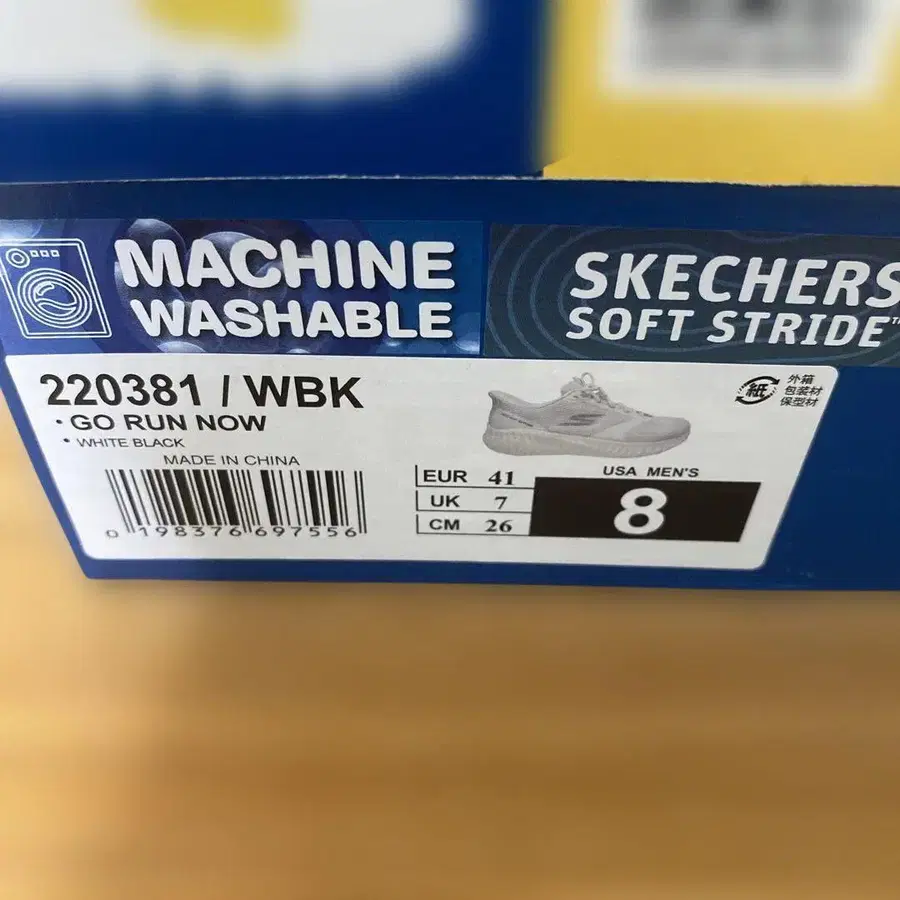 MACHINE
WASHABLE
SKECHERS
SOFT STRIDE™
220381 / WBK
• GO RUN NOW
• WHITE BLACK
MADE IN CHINA
0 198376 697556
EUR 41
UK 7
CM 26
USA MEN'S
8
紙
外箱
包装材
保型材